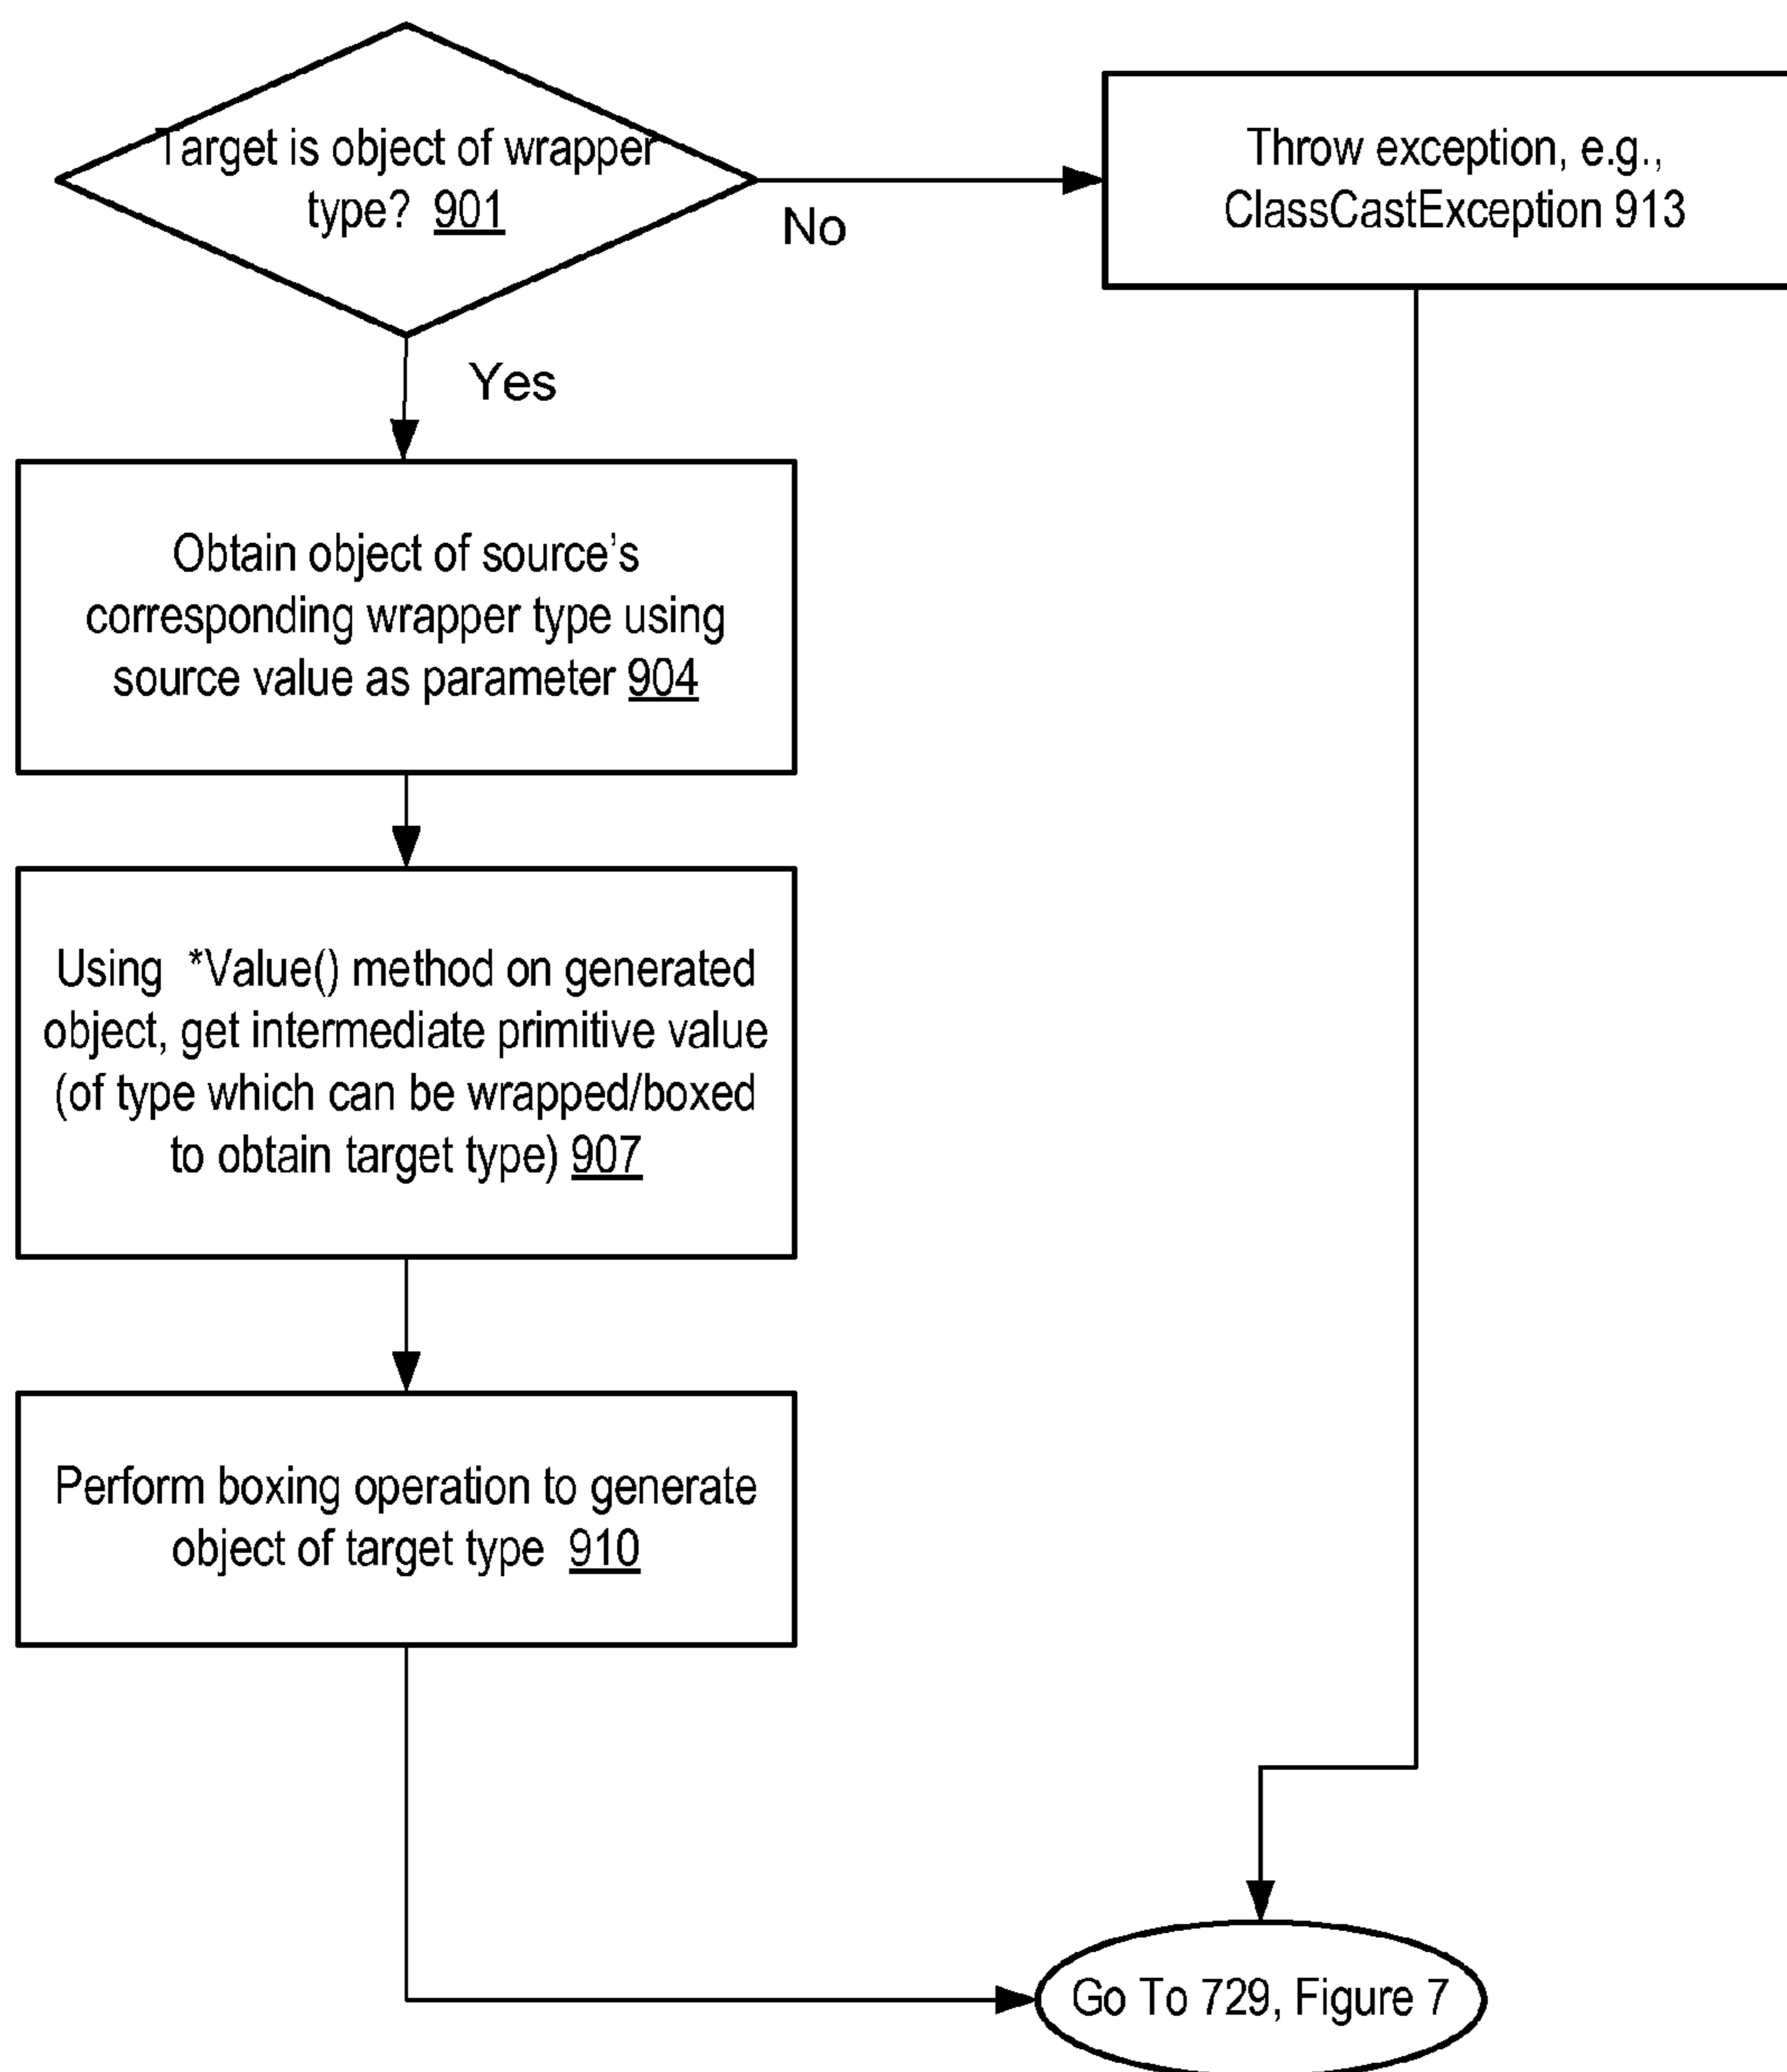 Target is object of wrapper
type? 901
No
Throw exception, e.g.,
ClassCastException 913
Yes
Obtain object of source's
corresponding wrapper type using
source value as parameter 904
Using *Value() method on generated
object, get intermediate primitive value
(of type which can be wrapped/boxed
to obtain target type) 907
Perform boxing operation to generate
object of target type 910
Go To 729, Figure 7